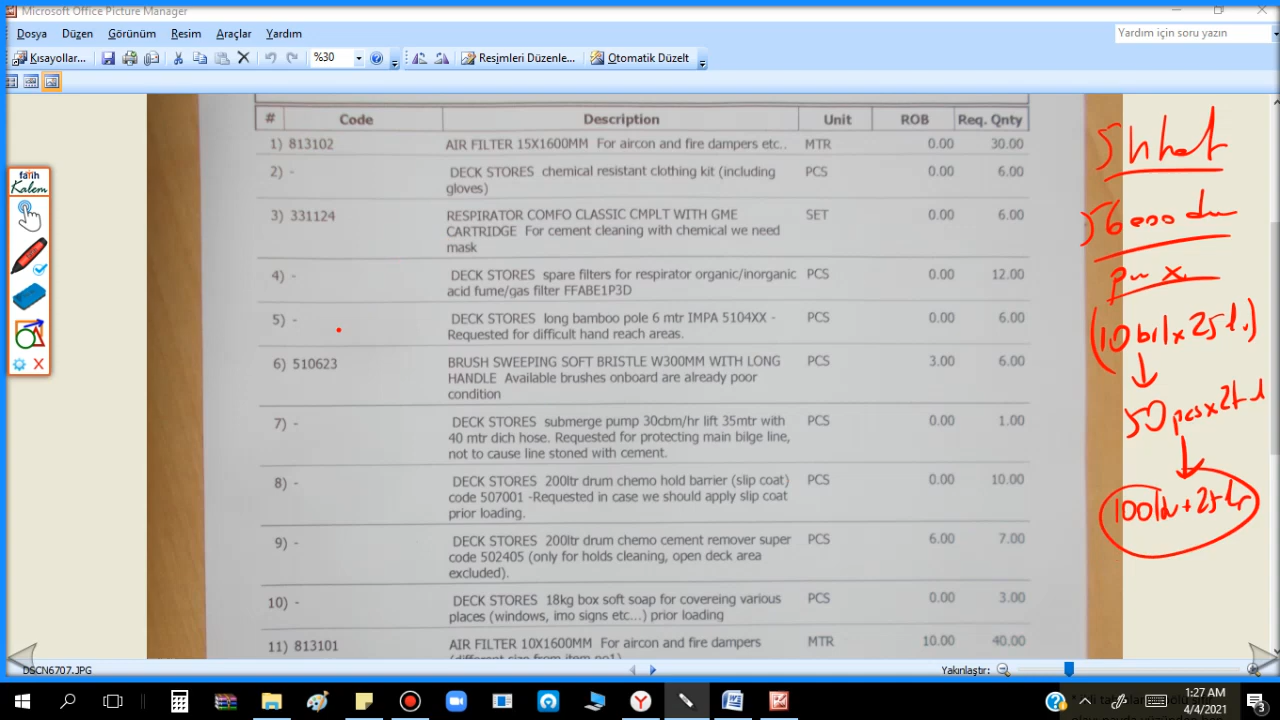 Microsoft Office Picture Manager
Dosya Düzen Görünüm Resim Araçlar Yardım
Yardım için soru yazın
Kısayollar... %30 Resimleri Düzenle... Otomatik Düzelt
# Code Description Unit ROB Req. Qnty
1) 813102 AIR FILTER 15X1600MM For aircon and fire dampers etc.. MTR 0.00 30.00
2) - DECK STORES chemical resistant clothing kit (including PCS 0.00 6.00
gloves)
3) 331124 RESPIRATOR COMFO CLASSIC CMPLT WITH GME SET 0.00 6.00
CARTRIDGE For cement cleaning with chemical we need
mask
4) - DECK STORES spare filters for respirator organic/inorganic PCS 0.00 12.00
acid fume/gas filter FFABE1P3D
5) - DECK STORES long bamboo pole 6 mtr IMPA 5104XX - PCS 0.00 6.00
Requested for difficult hand reach areas.
6) 510623 BRUSH SWEEPING SOFT BRISTLE W300MM WITH LONG PCS 3.00 6.00
HANDLE Available brushes onboard are already poor
condition
7) - DECK STORES submerge pump 30cbm/hr lift 35mtr with PCS 0.00 1.00
40 mtr dich hose. Requested for protecting main bilge line,
not to cause line stoned with cement.
8) - DECK STORES 200ltr drum chemo hold barrier (slip coat) PCS 0.00 10.00
code 507001 -Requested in case we should apply slip coat
prior loading.
9) - DECK STORES 200ltr drum chemo cement remover super PCS 6.00 7.00
code 502405 (only for holds cleaning, open deck area
excluded).
10) - DECK STORES 18kg box soft soap for covereing various PCS 0.00 3.00
places (windows, imo signs etc...) prior loading
11) 813101 AIR FILTER 10X1600MM For aircon and fire dampers MTR 10.00 40.00
(different size from item no1)
56000
50 pcs x
fatih
Kalem
DSCN6707.JPG
Yakınlaştır:
1:27 AM
4/4/2021
3